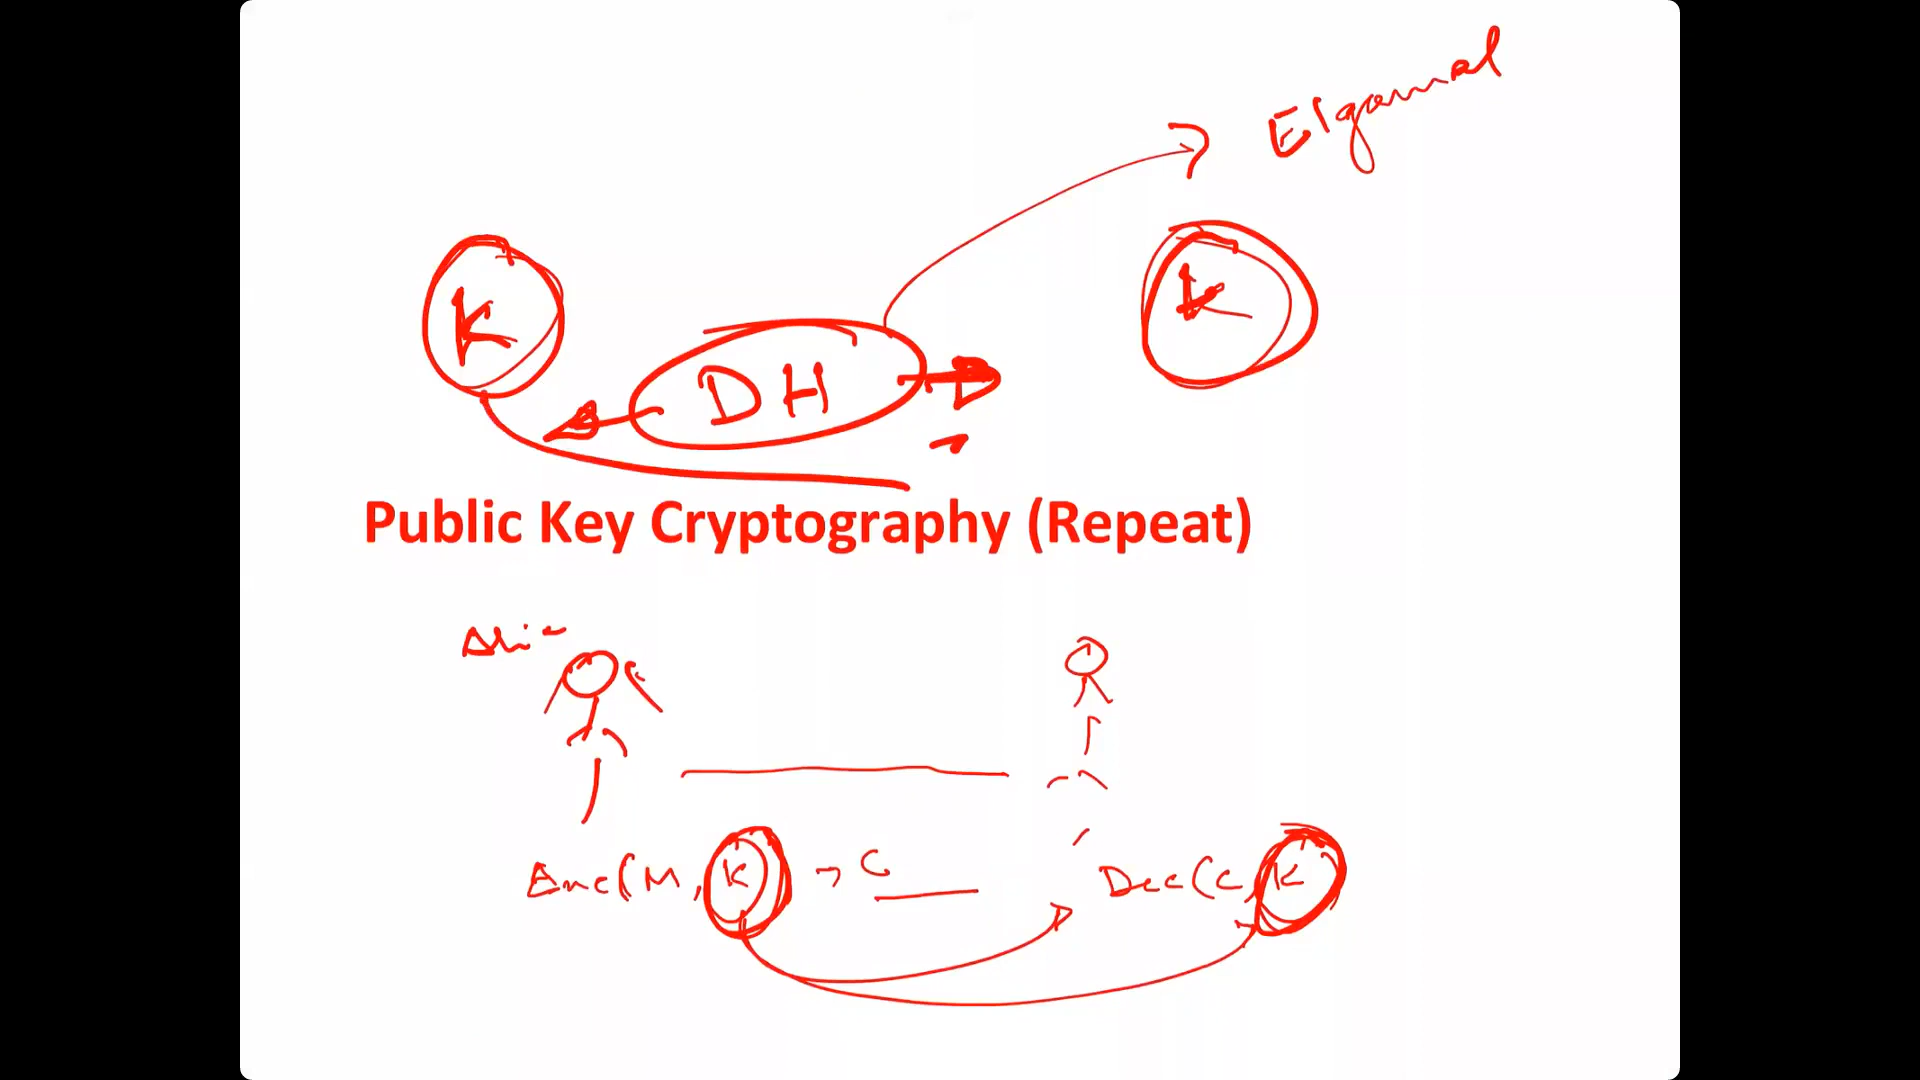 Elgamal
K
K
DH
Public Key Cryptography (Repeat)
Enc(M, K) → C
Dec(C, K